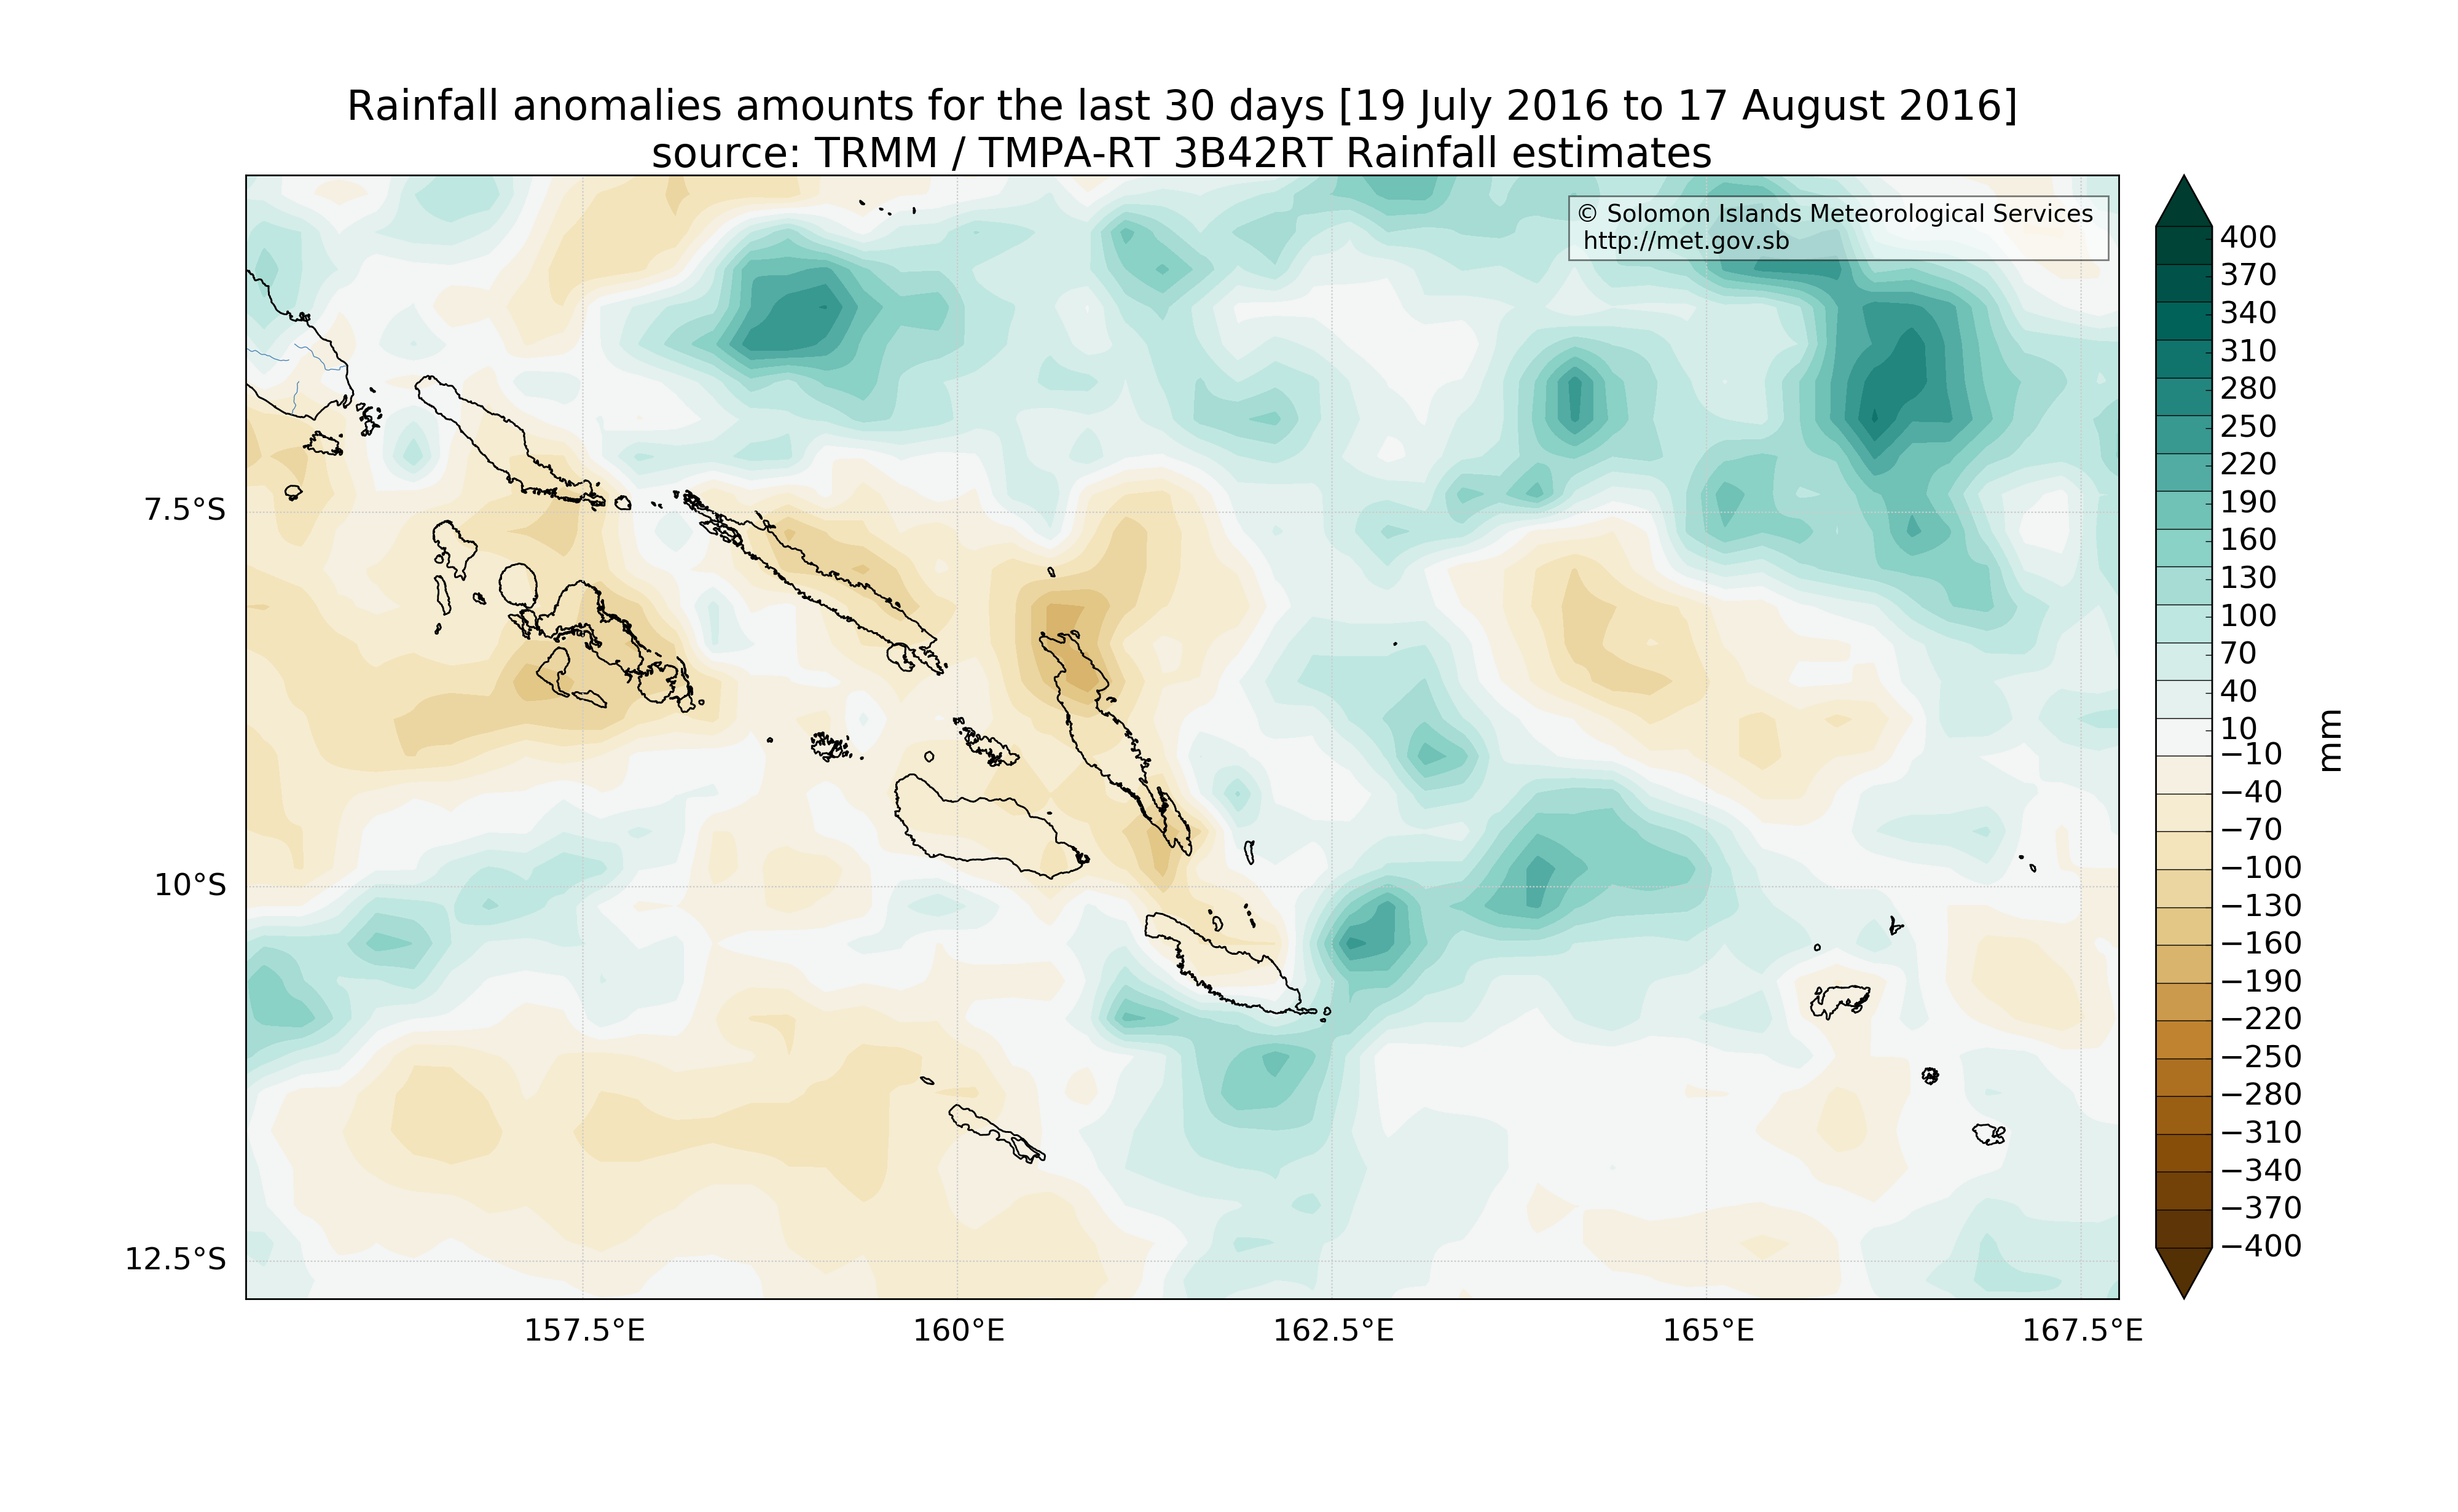 Rainfall anomalies amounts for the last 30 days [19 July 2016 to 17 August 2016]
source: TRMM / TMPA-RT 3B42RT Rainfall estimates
© Solomon Islands Meteorological Services
http://met.gov.sb
7.5°S
10°S
12.5°S
157.5°E
160°E
162.5°E
165°E
167.5°E
400
370
340
310
280
250
220
190
160
130
100
70
40
10
−10
−40
−70
−100
−130
−160
−190
−220
−250
−280
−310
−340
−370
−400
mm